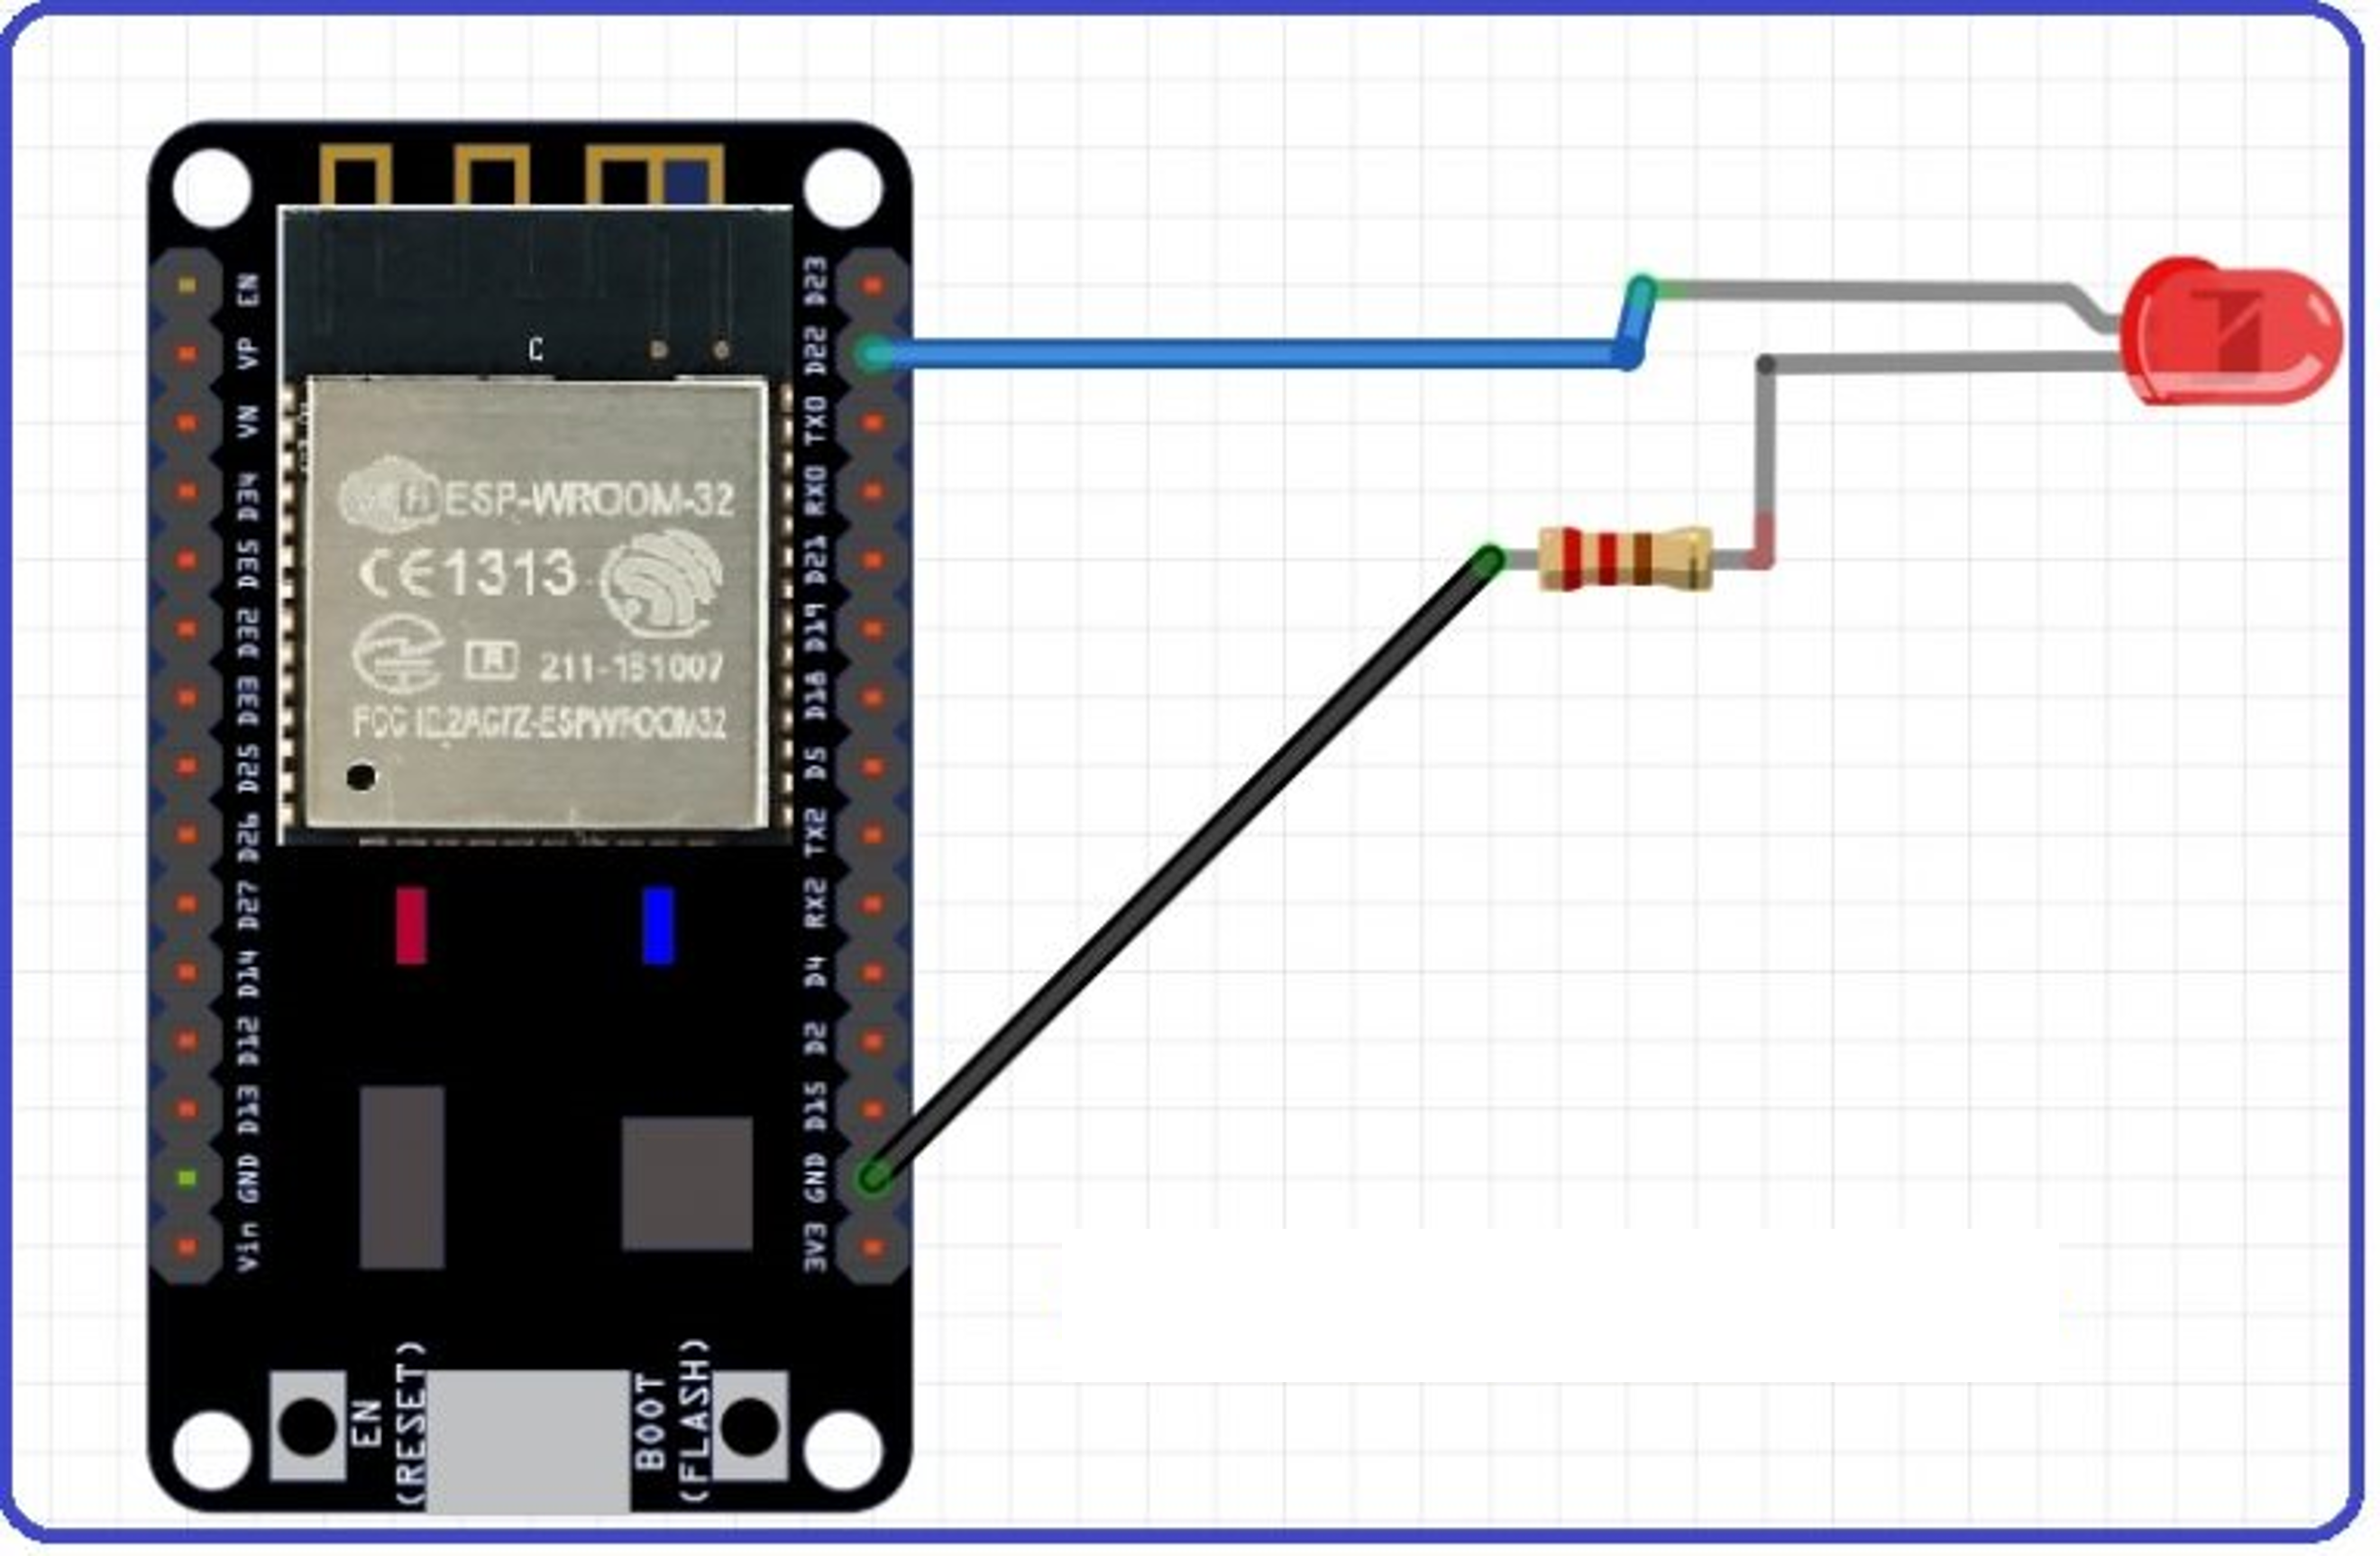 EN
VP
VN
D34
D35
D32
D33
D25
D26
D27
D14
D12
D13
GND
Vin
C
ESP-WROOM-32
CE1313
R 211-161007
FCC ID:2AC7Z-ESPWROOM32
D23
D22
TX0
RX0
D21
D19
D18
D5
TX2
RX2
D4
D2
D15
GND
3V3
EN
(RESET)
BOOT
(FLASH)